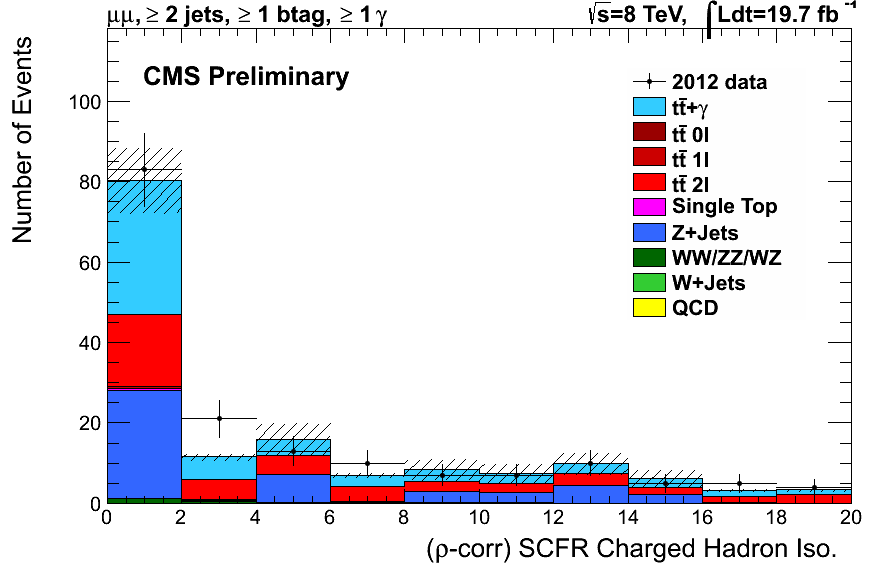 μμ, ≥ 2 jets, ≥ 1 btag, ≥ 1 γ
√s=8 TeV, ∫Ldt=19.7 fb⁻¹
CMS Preliminary
2012 data
tt̄+γ
tt̄ 0l
tt̄ 1l
tt̄ 2l
Single Top
Z+Jets
WW/ZZ/WZ
W+Jets
QCD
Number of Events
100
80
60
40
20
0
0 2 4 6 8 10 12 14 16 18 20
(ρ-corr) SCFR Charged Hadron Iso.